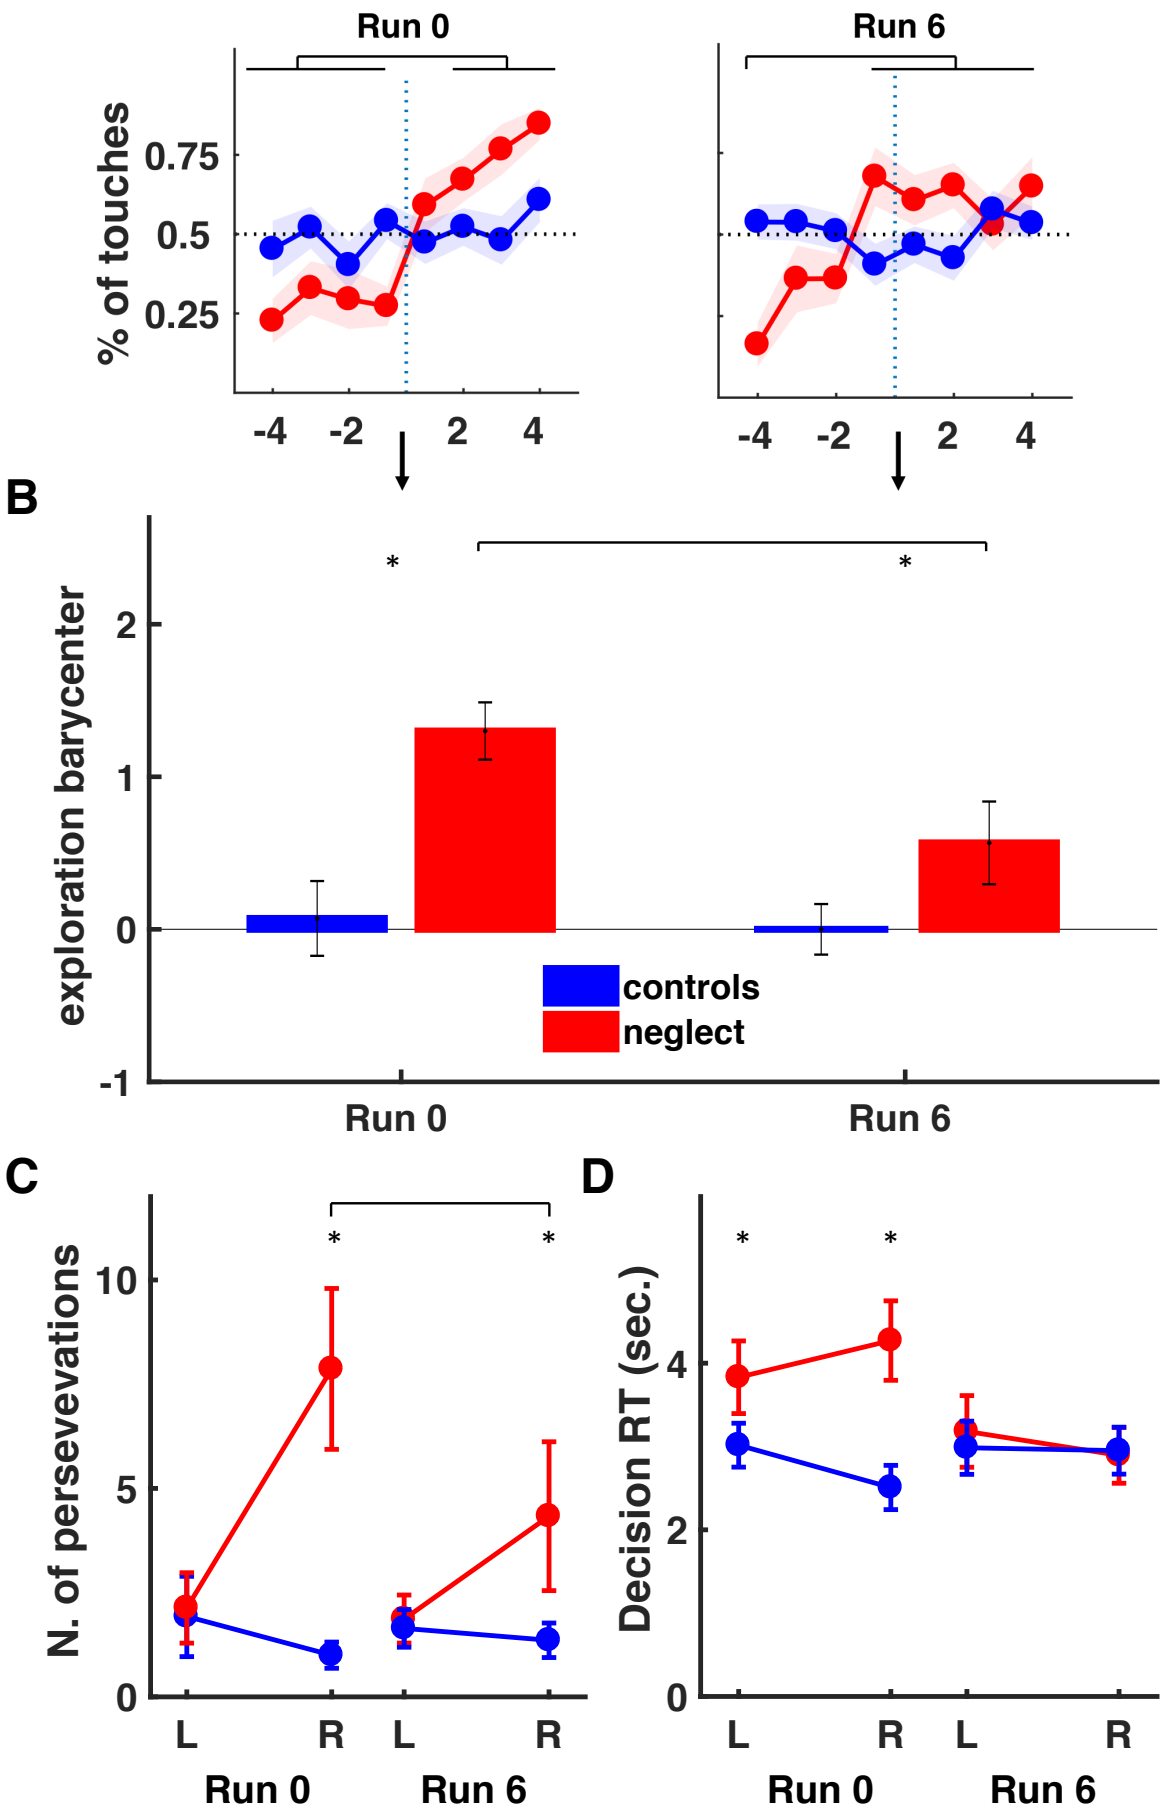 Run 0
Run 6
% of touches
0.75
0.5
0.25
-4 -2 2 4
-4 -2 2 4
B
exploration barycenter
* *
2
1
0
-1
controls
neglect
Run 0 Run 6
C
N. of persevevations
* *
10
5
0
L R L R
Run 0 Run 6
D
Decision RT (sec.)
* *
4
2
0
L R L R
Run 0 Run 6